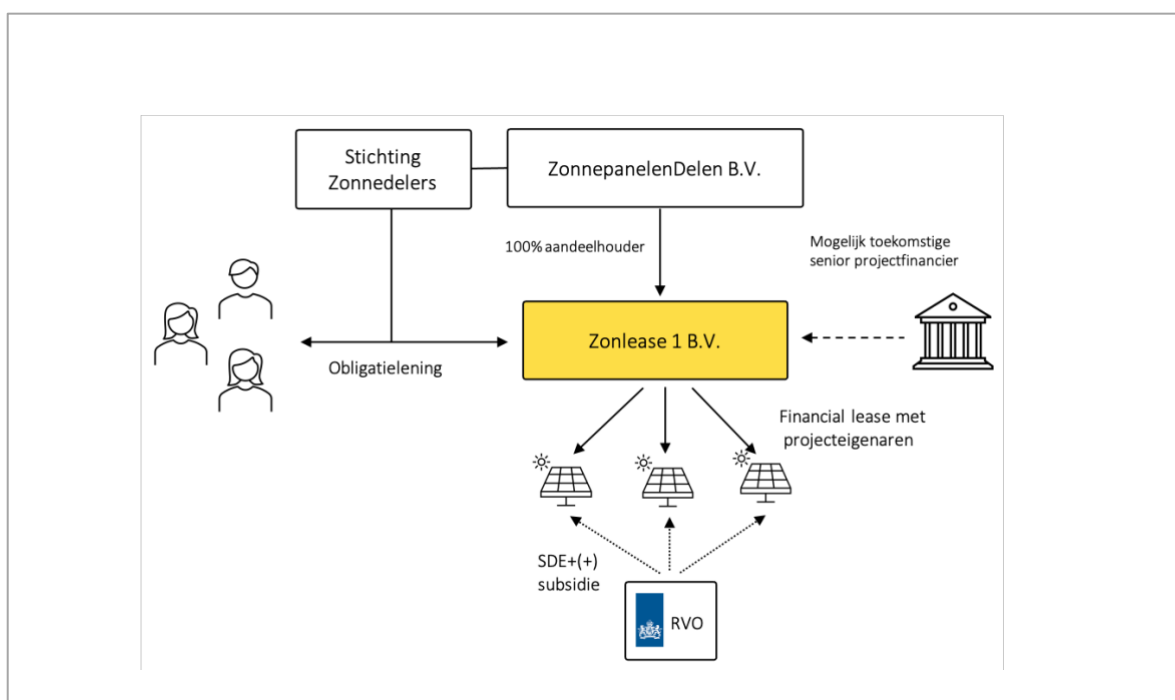 Stichting
Zonnedelers
ZonnepanelenDelen B.V.
100% aandeelhouder
Mogelijk toekomstige
senior projectfinancier
Zonlease 1 B.V.
Obligatielening
Financial lease met
projecteigenaren
SDE+(+)
subsidie
RVO